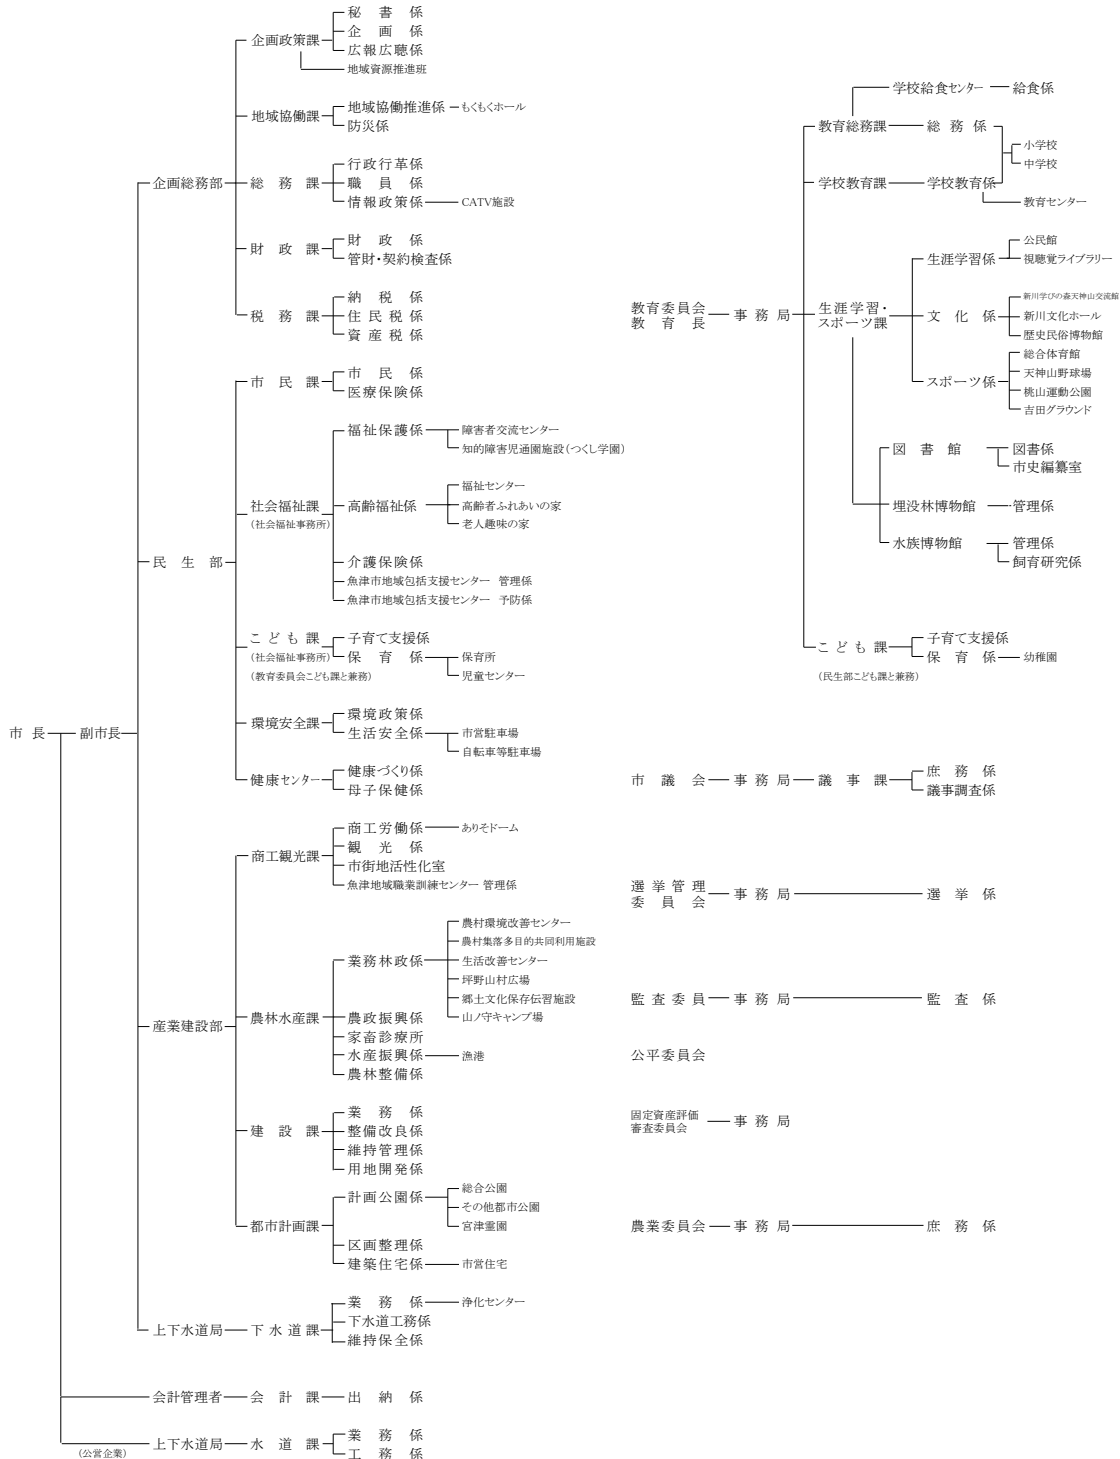 市長
副市長
企画総務部
企画政策課
秘書係
企画係
広報広聴係
地域資源推進班
地域協働課
地域協働推進係
もくもくホール
防災係
総務課
行政行革係
職員係
情報政策係
CATV施設
財政課
財政係
管財・契約検査係
税務課
納税係
住民税係
資産税係
民生部
市民課
市民係
医療保険係
社会福祉課
(社会福祉事務所)
福祉保護係
障害者交流センター
知的障害児通園施設(つくし学園)
高齢福祉係
福祉センター
高齢者ふれあいの家
老人趣味の家
介護保険係
魚津市地域包括支援センター 管理係
魚津市地域包括支援センター 予防係
こども課
(社会福祉事務所)
(教育委員会こども課と兼務)
子育て支援係
保育係
保育所
児童センター
環境安全課
環境政策係
生活安全係
市営駐車場
自転車等駐車場
健康センター
健康づくり係
母子保健係
産業建設部
商工観光課
商工労働係
ありそドーム
観光係
市街地活性化室
魚津地域職業訓練センター 管理係
農林水産課
業務林政係
農村環境改善センター
農村集落多目的共同利用施設
生活改善センター
坪野山村広場
郷土文化保存伝習施設
山ノ守キャンプ場
農政振興係
家畜診療所
水産振興係
漁港
農林整備係
建設課
業務係
整備改良係
維持管理係
用地開発係
都市計画課
計画公園係
総合公園
その他都市公園
宮津霊園
区画整理係
建築住宅係
市営住宅
上下水道局
下水道課
業務係
浄化センター
下水道工務係
維持保全係
会計管理者
会計課
出納係
(公営企業)
上下水道局
水道課
業務係
工務係
教育委員会
教育長
事務局
教育総務課
学校給食センター
給食係
総務係
小学校
中学校
学校教育課
学校教育係
教育センター
生涯学習・
スポーツ課
生涯学習係
公民館
視聴覚ライブラリー
文化係
新川学びの森天神山交流館
新川文化ホール
歴史民俗博物館
スポーツ係
総合体育館
天神山野球場
桃山運動公園
吉田グラウンド
図書館
図書係
市史編纂室
埋没林博物館
管理係
水族博物館
管理係
飼育研究係
こども課
(民生部こども課と兼務)
子育て支援係
保育係
幼稚園
市議会
事務局
議事課
庶務係
議事調査係
選挙管理
委員会
事務局
選挙係
監査委員
事務局
監査係
公平委員会
固定資産評価
審査委員会
事務局
農業委員会
事務局
庶務係